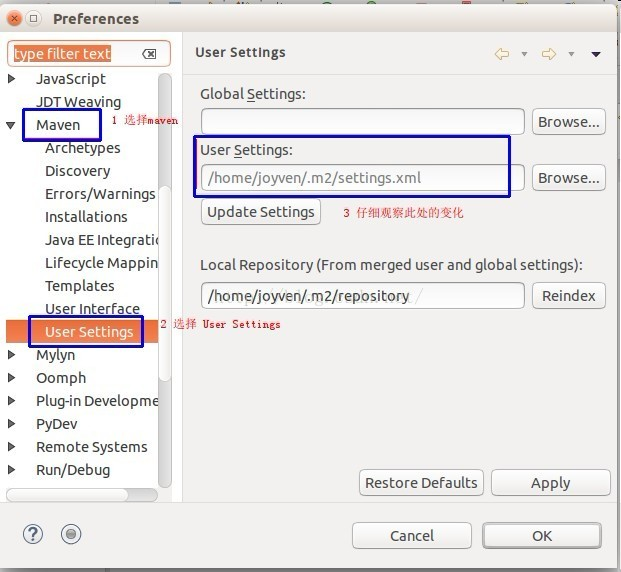 Preferences
type filter text
JavaScript
JDT Weaving
Maven
1 选择maven
Archetypes
Discovery
Errors/Warnings
Installations
Java EE Integratic
Lifecycle Mappin
Templates
User Interface
User Settings
2 选择 User Settings
Mylyn
Oomph
Plug-in Developme
PyDev
Remote Systems
Run/Debug
User Settings
Global Settings:
Browse...
User Settings:
/home/joyven/.m2/settings.xml
Browse...
Update Settings
3 仔细观察此处的变化
Local Repository (From merged user and global settings):
/home/joyven/.m2/repository
Reindex
Restore Defaults
Apply
Cancel
OK